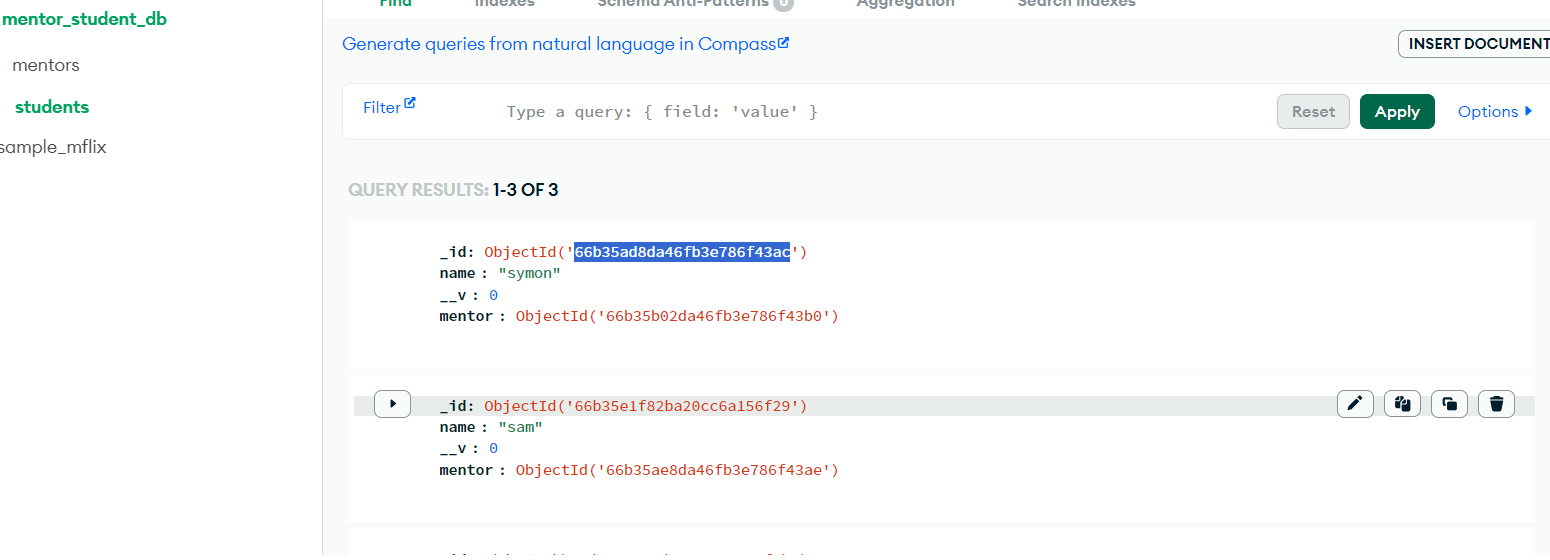 mentor_student_db
mentors
students
sample_mflix
Find Indexes Schema Anti-Patterns 0 Aggregation Search Indexes
Generate queries from natural language in Compass
INSERT DOCUMENT
Filter
Type a query: { field: 'value' }
Reset
Apply
Options
QUERY RESULTS: 1-3 OF 3
_id: ObjectId('66b35ad8da46fb3e786f43ac')
name : "symon"
__v : 0
mentor : ObjectId('66b35b02da46fb3e786f43b0')
_id: ObjectId('66b35e1f82ba20cc6a156f29')
name : "sam"
__v : 0
mentor : ObjectId('66b35ae8da46fb3e786f43ae')